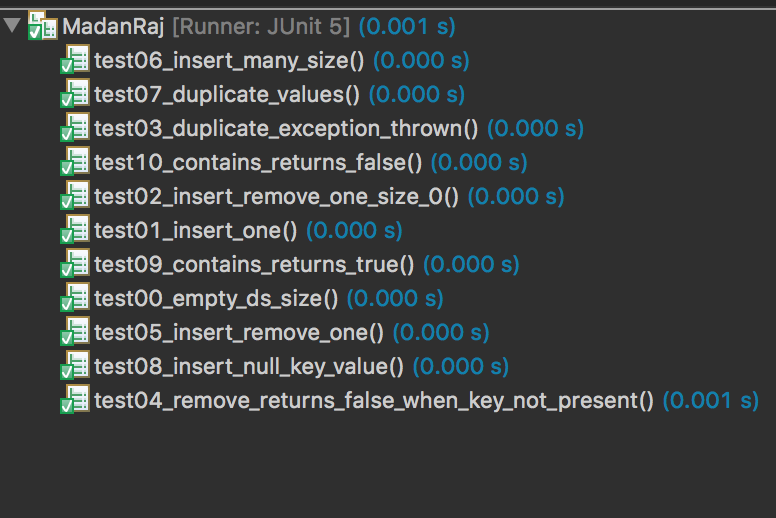 MadanRaj [Runner: JUnit 5] (0.001 s)
test06_insert_many_size() (0.000 s)
test07_duplicate_values() (0.000 s)
test03_duplicate_exception_thrown() (0.000 s)
test10_contains_returns_false() (0.000 s)
test02_insert_remove_one_size_0() (0.000 s)
test01_insert_one() (0.000 s)
test09_contains_returns_true() (0.000 s)
test00_empty_ds_size() (0.000 s)
test05_insert_remove_one() (0.000 s)
test08_insert_null_key_value() (0.000 s)
test04_remove_returns_false_when_key_not_present() (0.001 s)